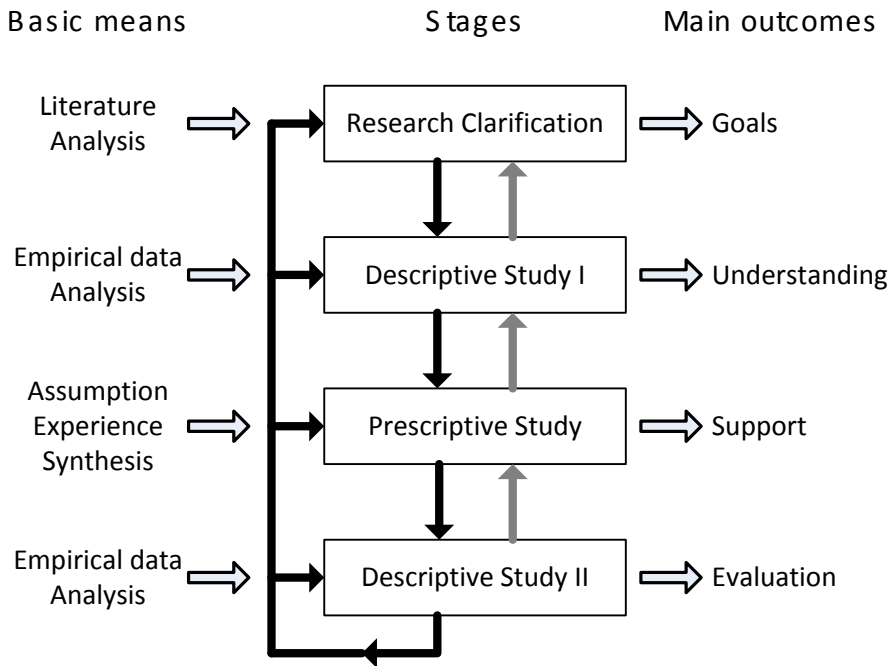 Basic means
Stages
Main outcomes
Literature
Analysis
Research Clarification
Goals
Empirical data
Analysis
Descriptive Study I
Understanding
Assumption
Experience
Synthesis
Prescriptive Study
Support
Empirical data
Analysis
Descriptive Study II
Evaluation